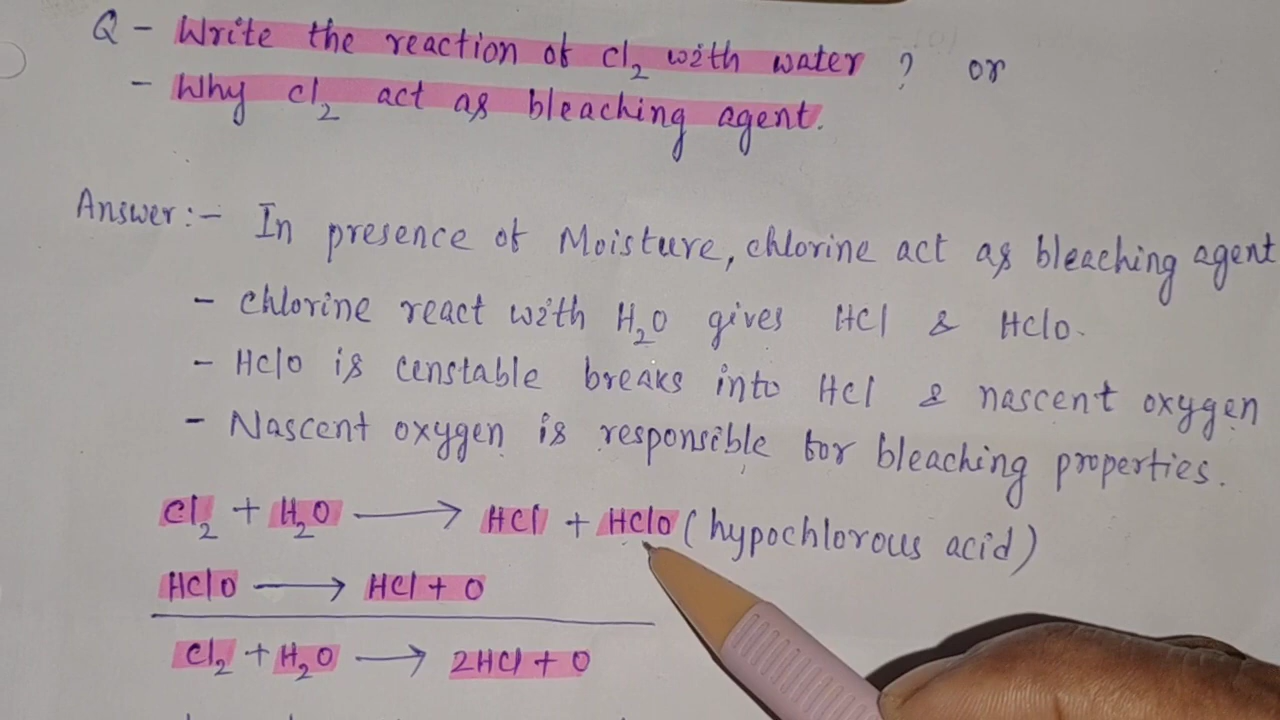 Q - Write the reaction of Cl₂ with water ? or
- Why cl₂ act as bleaching agent.
Answer :- In presence of Moisture, chlorine act as bleaching agent
- chlorine react with H₂O gives HCl & HClO.
- HClO is unstable breaks into HCl & nascent oxygen
- Nascent oxygen is responsible for bleaching properties.
Cl₂ + H₂O ⟶ HCl + HClO (hypochlorous acid)
HClO ⟶ HCl + O
Cl₂ + H₂O ⟶ 2HCl + O